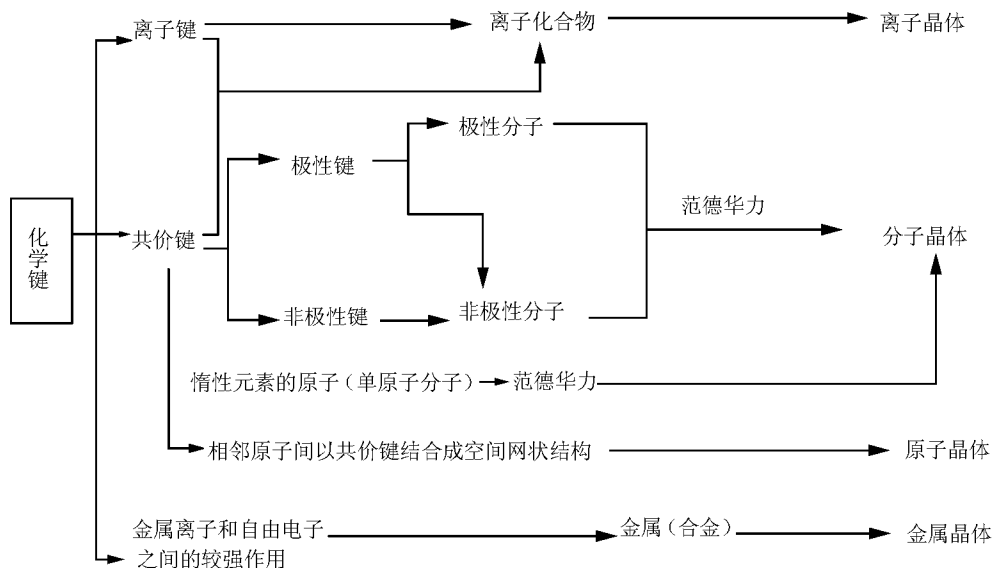 离子键
离子化合物
离子晶体
极性键
极性分子
范德华力
化学键
共价键
分子晶体
非极性键
非极性分子
惰性元素的原子（单原子分子）
范德华力
相邻原子间以共价键结合成空间网状结构
原子晶体
金属离子和自由电子
之间的较强作用
金属（合金）
金属晶体